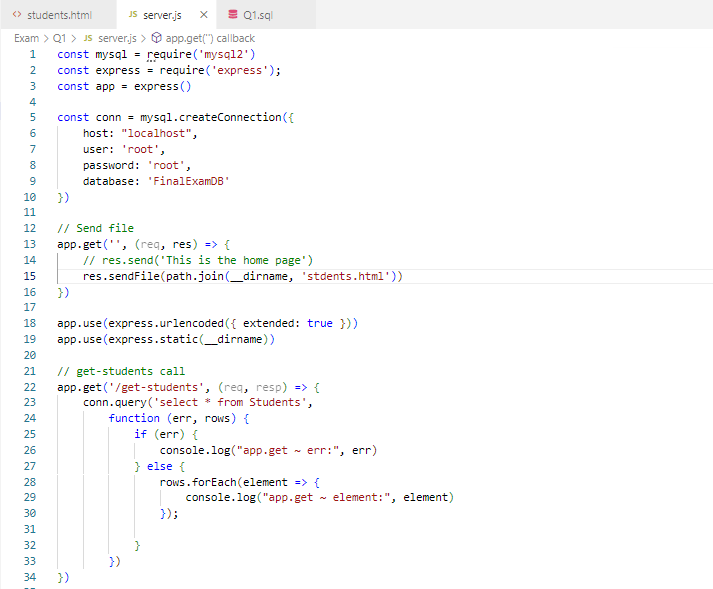 students.html
server.js
Q1.sql
Exam > Q1 > JS server.js > app.get('') callback
1 const mysql = require('mysql2')
2 const express = require('express');
3 const app = express()
4
5 const conn = mysql.createConnection({
6     host: "localhost",
7     user: 'root',
8     password: 'root',
9     database: 'FinalExamDB'
10 })
11
12 // Send file
13 app.get('', (req, res) => {
14     // res.send('This is the home page')
15     res.sendFile(path.join(__dirname, 'stdents.html'))
16 })
17
18 app.use(express.urlencoded({ extended: true }))
19 app.use(express.static(__dirname))
20
21 // get-students call
22 app.get('/get-students', (req, resp) => {
23     conn.query('select * from Students',
24         function (err, rows) {
25             if (err) {
26                 console.log("app.get ~ err:", err)
27             } else {
28                 rows.forEach(element => {
29                     console.log("app.get ~ element:", element)
30                 });
31
32             }
33         })
34 })